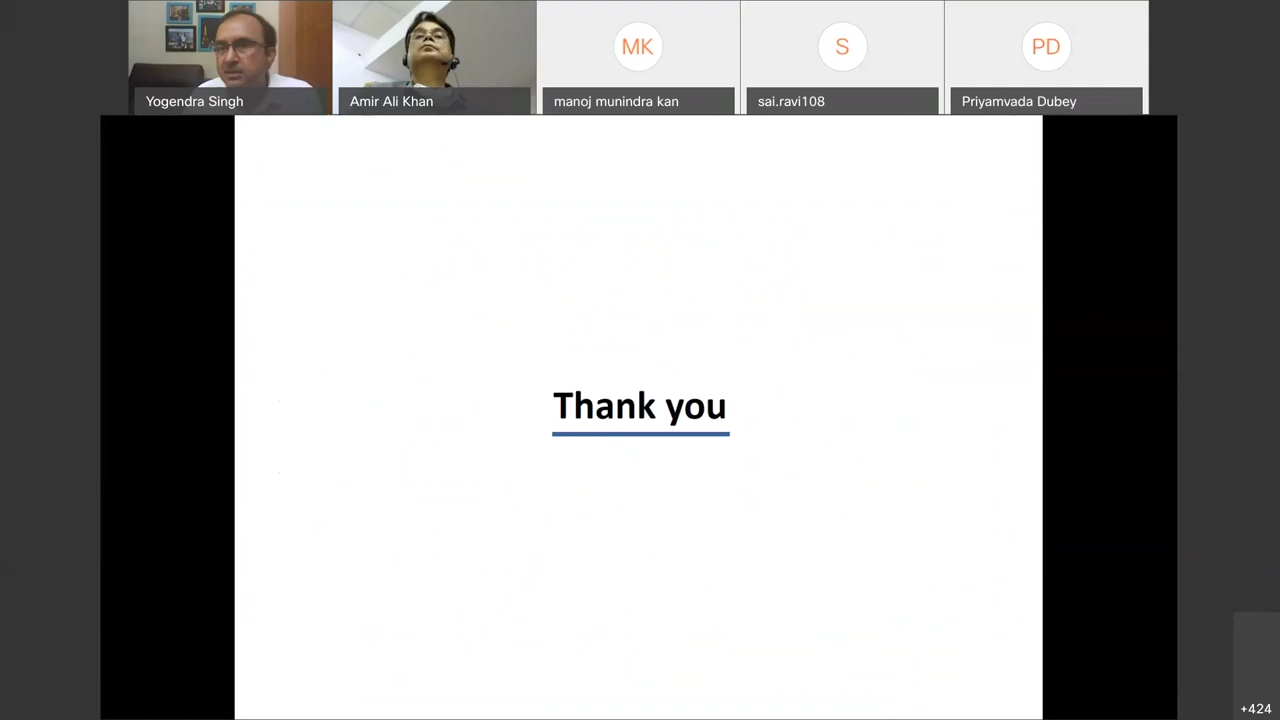 MK
S
PD
Yogendra Singh
Amir Ali Khan
manoj munindra kan
sai.ravi108
Priyamvada Dubey
Thank you
+424